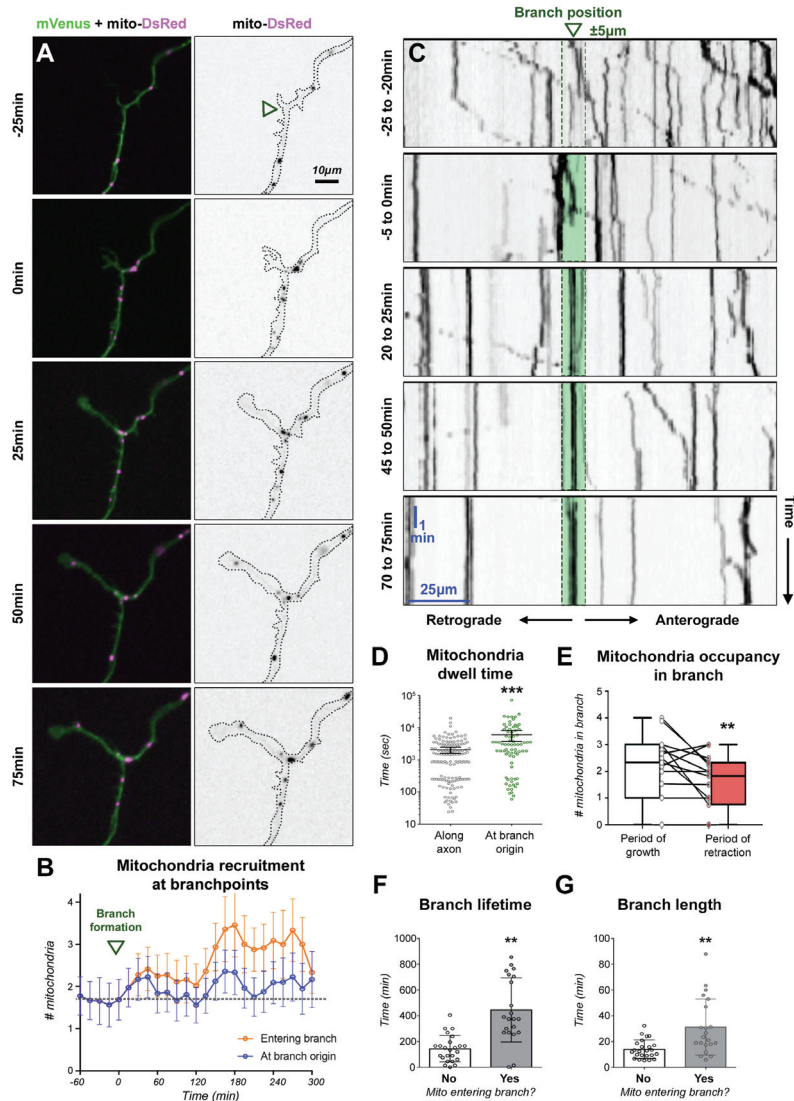 mVenus + mito-DsRed
mito-DsRed
A
-25min
10µm
0min
25min
50min
75min
Branch position
±5µm
C
-25 to -20min
-5 to 0min
20 to 25min
45 to 50min
70 to 75min
1
min
25µm
Time
Retrograde
Anterograde
B
Mitochondria recruitment
at branchpoints
Branch
formation
# mitochondria
4
3
2
0
Entering branch
At branch origin
-60
0
60
120
180
240
300
Time (min)
D
Mitochondria
dwell time
***
Time (sec)
10⁵
10⁴
10³
100
10
Along
axon
At branch
origin
E
Mitochondria occupancy
in branch
**
# mitochondria in branch
5
4
3
2
1
0
Period of
growth
Period of
retraction
F
Branch lifetime
**
Time (min)
1000
800
600
400
200
0
No
Yes
Mito entering branch?
G
Branch length
**
Time (min)
100
80
60
40
20
0
No
Yes
Mito entering branch?